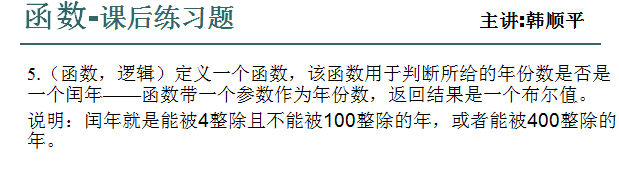 函数-课后练习题
主讲:韩顺平
5.（函数，逻辑）定义一个函数，该函数用于判断所给的年份数是否是
一个闰年——函数带一个参数作为年份数，返回结果是一个布尔值。
说明：闰年就是能被4整除且不能被100整除的年，或者能被400整除的
年。